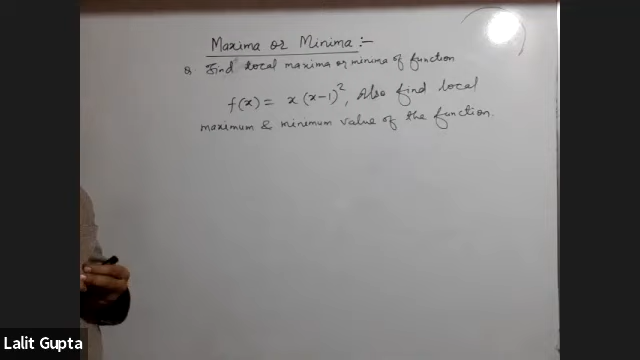 Maxima or Minima :-
Q Find local maxima or minima of function
f(x) = x (x-1)², Also find local
maximum & minimum value of the function.
Lalit Gupta